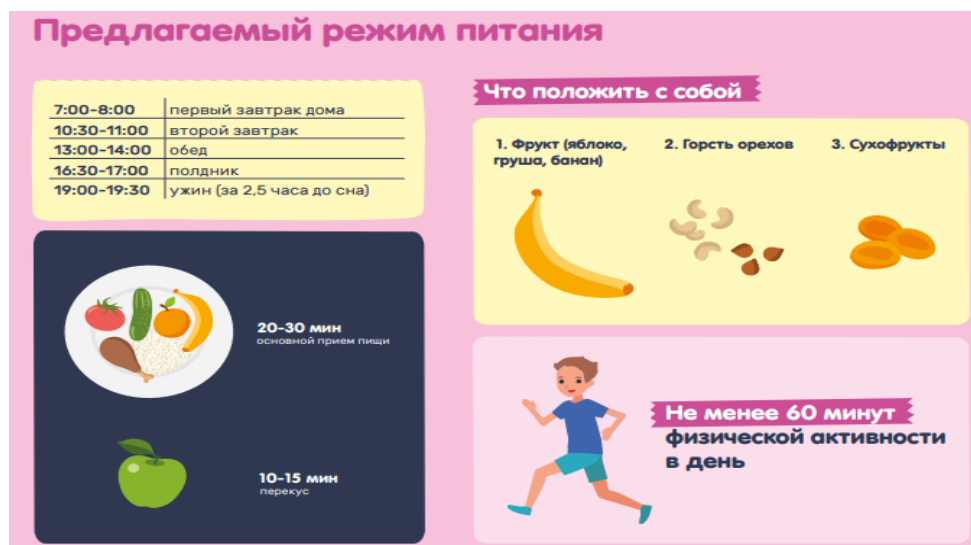 Предлагаемый режим питания
7:00-8:00 первый завтрак дома
10:30-11:00 второй завтрак
13:00-14:00 обед
16:30-17:00 полдник
19:00-19:30 ужин (за 2,5 часа до сна)
20-30 мин
основной прием пищи
10-15 мин
перекус
Что положить с собой
1. Фрукт (яблоко,
груша, банан)
2. Горсть орехов
3. Сухофрукты
Не менее 60 минут
физической активности
в день